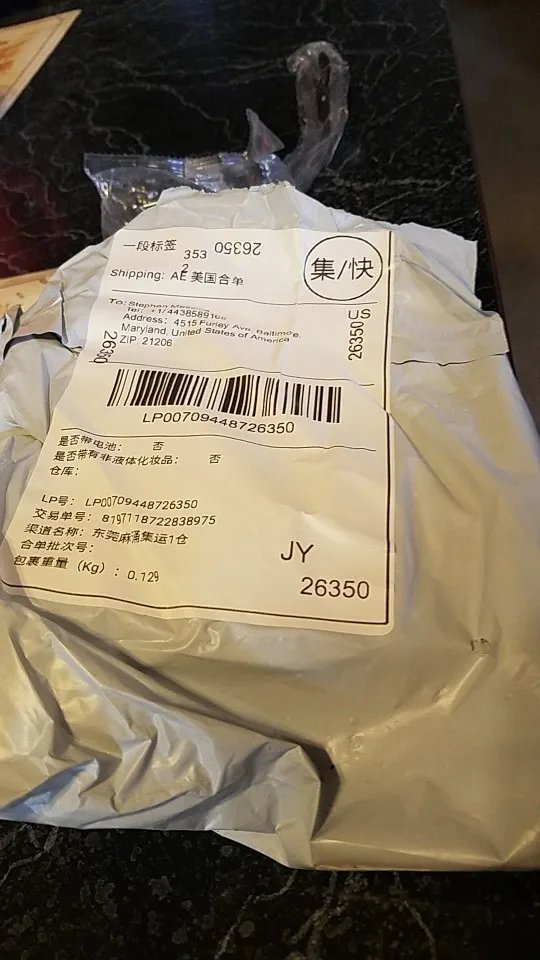 一段标签 353 26350
2
集/快
Shipping: AE 美国合单
To: Stephen
Tel: +1/443858916
Address: 4515 Furley Ave, Baltimore,
Maryland, United States of America
ZIP: 21206
US
26350
26350
LP00709448726350
是否带电池: 否
是否带有非液体化妆品: 否
仓库:
LP号: LP00709448726350
交易单号: 8197118722838975
渠道名称: 东莞麻涌集运1仓
合单批次号:
包裹重量 (Kg) : 0.129
JY
26350